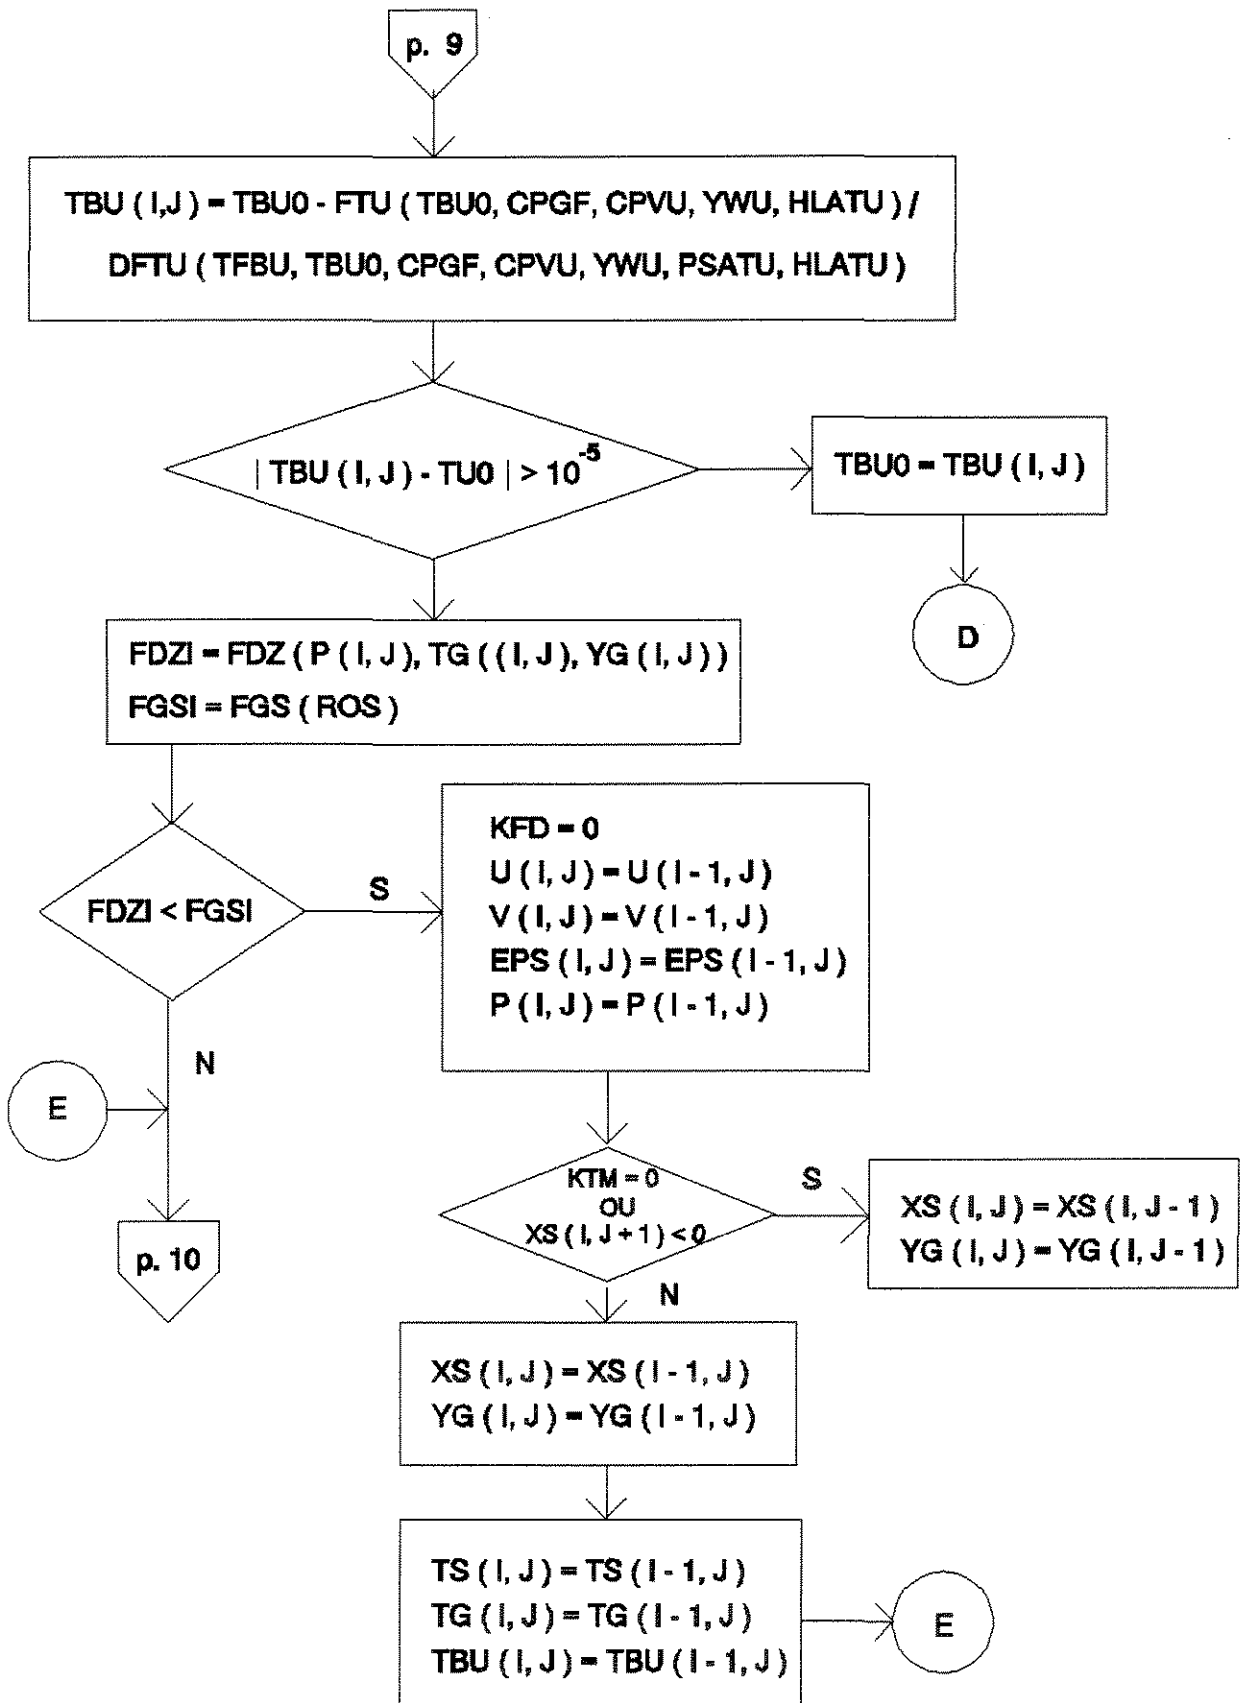 p. 9
TBU ( I,J ) = TBU0 - FTU ( TBU0, CPGF, CPVU, YWU, HLATU ) /
DFTU ( TFBU, TBU0, CPGF, CPVU, YWU, PSATU, HLATU )
| TBU ( I, J ) - TU0 | > 10^-5
TBU0 = TBU ( I, J )
D
FDZI = FDZ ( P ( I, J ), TG ( ( I, J ), YG ( I, J ) )
FGSI = FGS ( ROS )
FDZI < FGSI
S
KFD = 0
U ( I, J ) = U ( I - 1, J )
V ( I, J ) = V ( I - 1, J )
EPS ( I, J ) = EPS ( I - 1, J )
P ( I, J ) = P ( I - 1, J )
N
E
p. 10
KTM = 0
OU
XS ( I, J + 1 ) < 0
S
XS ( I, J ) = XS ( I, J - 1 )
YG ( I, J ) = YG ( I, J - 1 )
N
XS ( I, J ) = XS ( I - 1, J )
YG ( I, J ) = YG ( I - 1, J )
TS ( I, J ) = TS ( I - 1, J )
TG ( I, J ) = TG ( I - 1, J )
TBU ( I, J ) = TBU ( I - 1, J )
E